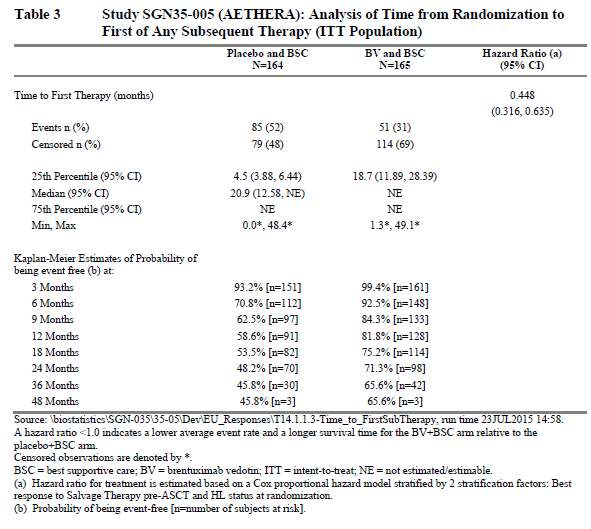 Table 3 Study SGN35-005 (AETHERA): Analysis of Time from Randomization to
First of Any Subsequent Therapy (ITT Population)
Placebo and BSC BV and BSC Hazard Ratio (a)
N=164 N=165 (95% CI)
Time to First Therapy (months) 0.448
(0.316, 0.635)
Events n (%) 85 (52) 51 (31)
Censored n (%) 79 (48) 114 (69)
25th Percentile (95% CI) 4.5 (3.88, 6.44) 18.7 (11.89, 28.39)
Median (95% CI) 20.9 (12.58, NE) NE
75th Percentile (95% CI) NE NE
Min, Max 0.0*, 48.4* 1.3*, 49.1*
Kaplan-Meier Estimates of Probability of
being event free (b) at:
3 Months 93.2% [n=151] 99.4% [n=161]
6 Months 70.8% [n=112] 92.5% [n=148]
9 Months 62.5% [n=97] 84.3% [n=133]
12 Months 58.6% [n=91] 81.8% [n=128]
18 Months 53.5% [n=82] 75.2% [n=114]
24 Months 48.2% [n=70] 71.3% [n=98]
36 Months 45.8% [n=30] 65.6% [n=42]
48 Months 45.8% [n=3] 65.6% [n=3]
Source: \biostatistics\SGN-035\35-05\Dev\EU_Responses\T14.1.1.3-Time_to_FirstSubTherapy, run time 23JUL2015 14:58.
A hazard ratio <1.0 indicates a lower average event rate and a longer survival time for the BV+BSC arm relative to the
placebo+BSC arm.
Censored observations are denoted by *.
BSC = best supportive care; BV = brentuximab vedotin; ITT = intent-to-treat; NE = not estimated/estimable.
(a) Hazard ratio for treatment is estimated based on a Cox proportional hazard model stratified by 2 stratification factors: Best
response to Salvage Therapy pre-ASCT and HL status at randomization.
(b) Probability of being event-free [n=number of subjects at risk].